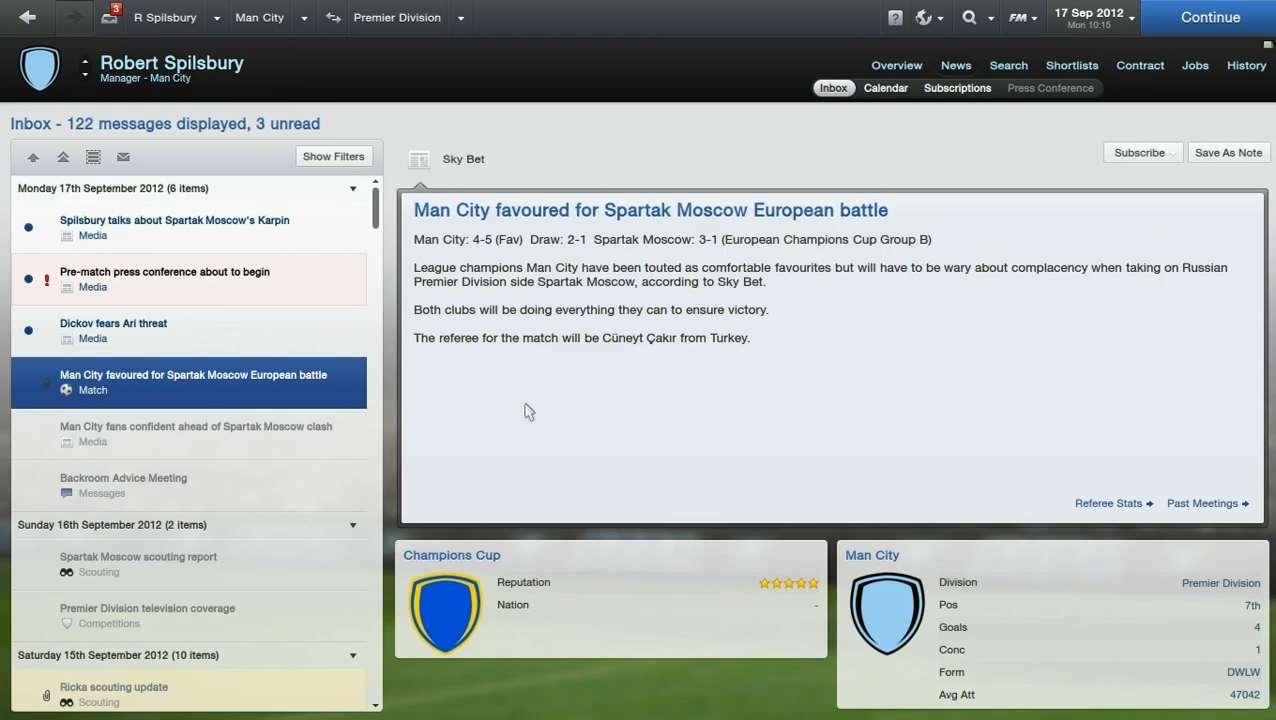 3
R Spilsbury
Man City
Premier Division
?
FM
17 Sep 2012
Mon 10:15
Continue
Robert Spilsbury
Manager - Man City
Overview News Search Shortlists Contract Jobs History
Inbox Calendar Subscriptions Press Conference
Inbox - 122 messages displayed, 3 unread
Show Filters
Monday 17th September 2012 (6 items)
Spilsbury talks about Spartak Moscow's Karpin
Media
Pre-match press conference about to begin
Media
Dickov fears Ari threat
Media
Man City favoured for Spartak Moscow European battle
Match
Man City fans confident ahead of Spartak Moscow clash
Media
Backroom Advice Meeting
Messages
Sunday 16th September 2012 (2 items)
Spartak Moscow scouting report
Scouting
Premier Division television coverage
Competitions
Saturday 15th September 2012 (10 items)
Ricka scouting update
Scouting
Sky Bet
Subscribe
Save As Note
Man City favoured for Spartak Moscow European battle
Man City: 4-5 (Fav) Draw: 2-1 Spartak Moscow: 3-1 (European Champions Cup Group B)
League champions Man City have been touted as comfortable favourites but will have to be wary about complacency when taking on Russian
Premier Division side Spartak Moscow, according to Sky Bet.
Both clubs will be doing everything they can to ensure victory.
The referee for the match will be Cüneyt Çakır from Turkey.
Referee Stats
Past Meetings
Champions Cup
Reputation
Nation -
Man City
Division Premier Division
Pos 7th
Goals 4
Conc 1
Form DWLW
Avg Att 47042